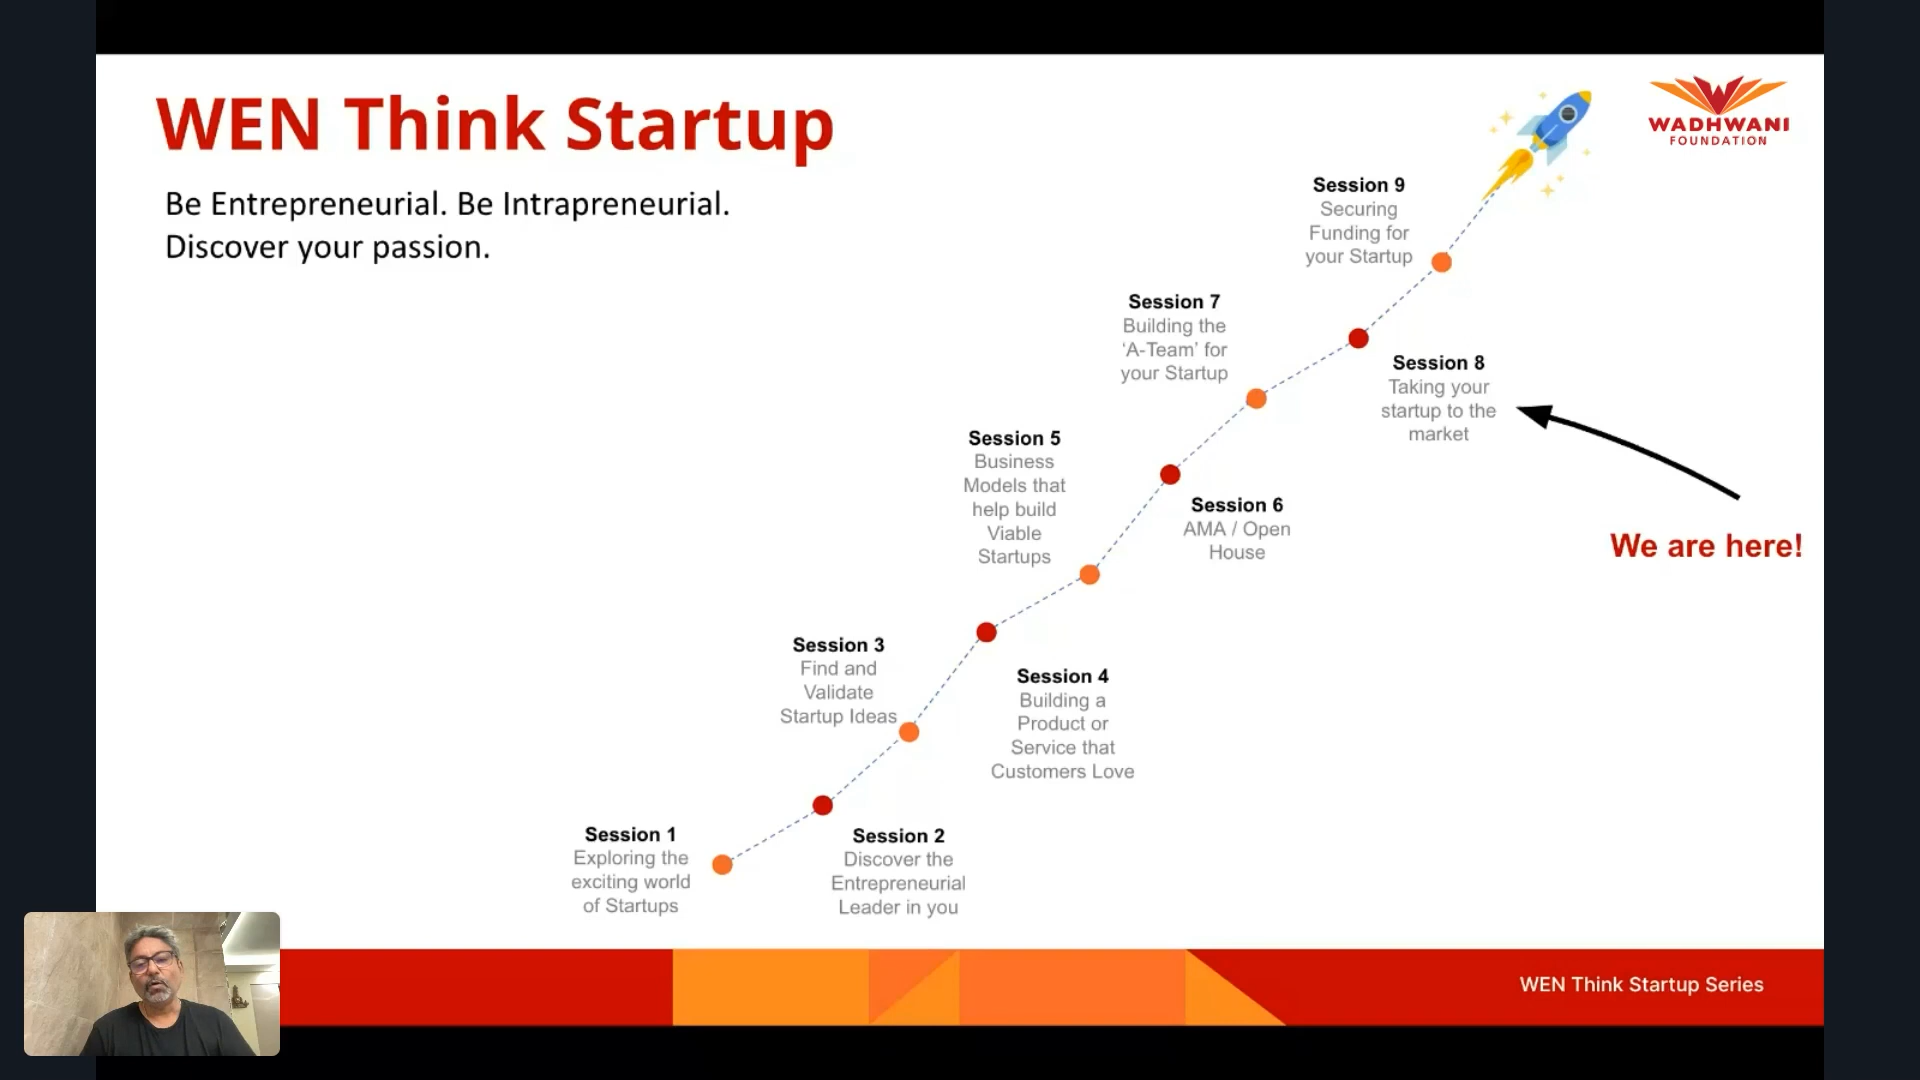 WEN Think Startup
Be Entrepreneurial. Be Intrapreneurial.
Discover your passion.
WADHWANI
FOUNDATION
Session 9
Securing
Funding for
your Startup
Session 7
Building the
‘A-Team’ for
your Startup
Session 8
Taking your
startup to the
market
Session 5
Business
Models that
help build
Viable
Startups
Session 6
AMA / Open
House
We are here!
Session 3
Find and
Validate
Startup Ideas
Session 4
Building a
Product or
Service that
Customers Love
Session 1
Exploring the
exciting world
of Startups
Session 2
Discover the
Entrepreneurial
Leader in you
WEN Think Startup Series